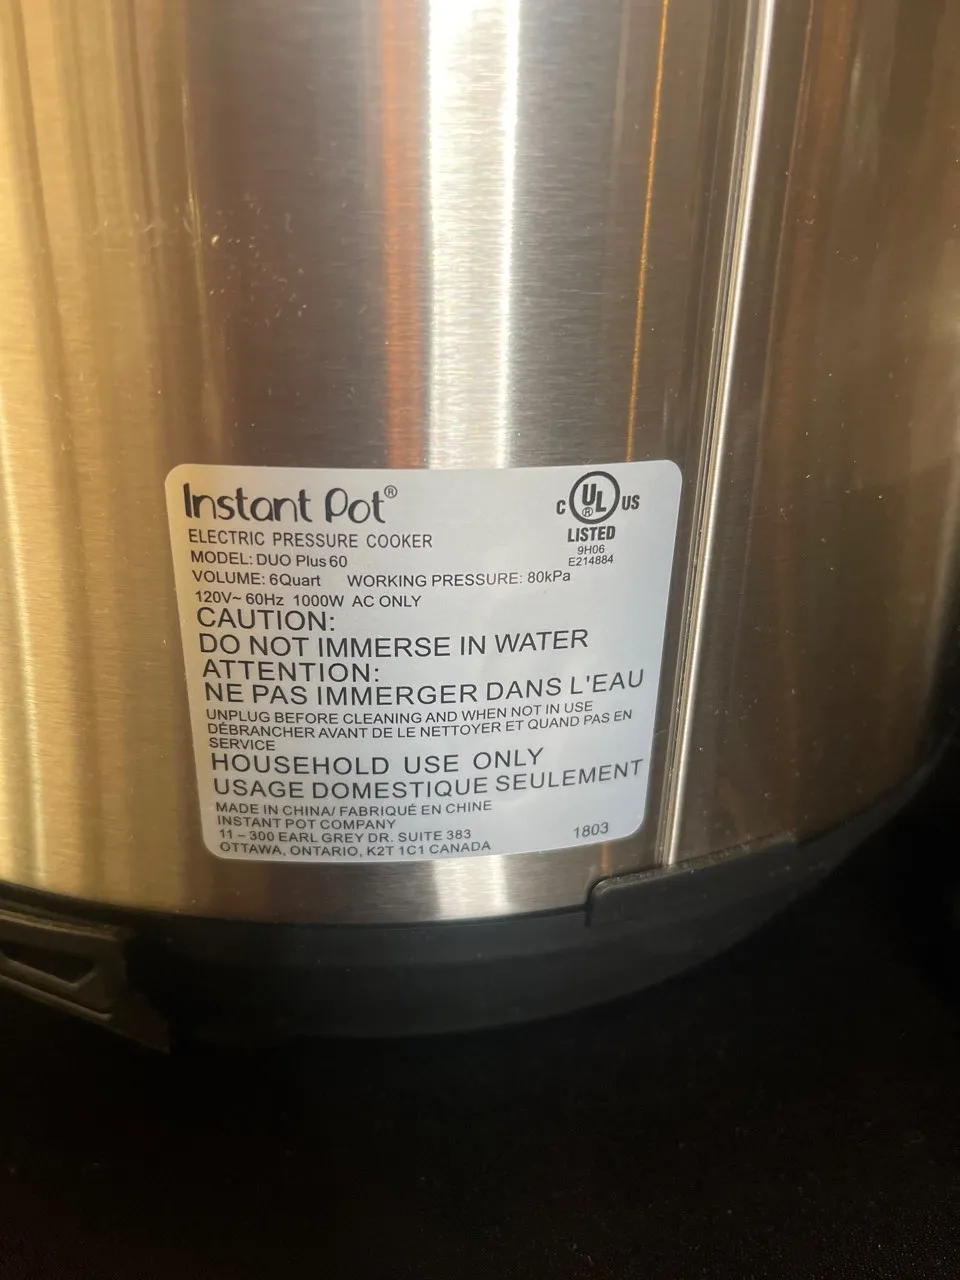 Instant Pot®
C UL® US
LISTED
9H06
E214884
ELECTRIC PRESSURE COOKER
MODEL: DUO Plus 60
VOLUME: 6Quart WORKING PRESSURE: 80kPa
120V~ 60Hz 1000W AC ONLY
CAUTION:
DO NOT IMMERSE IN WATER
ATTENTION:
NE PAS IMMERGER DANS L'EAU
UNPLUG BEFORE CLEANING AND WHEN NOT IN USE
DÉBRANCHER AVANT DE LE NETTOYER ET QUAND PAS EN
SERVICE
HOUSEHOLD USE ONLY
USAGE DOMESTIQUE SEULEMENT
MADE IN CHINA/ FABRIQUÉ EN CHINE
INSTANT POT COMPANY
11 – 300 EARL GREY DR. SUITE 383
OTTAWA, ONTARIO, K2T 1C1 CANADA
1803